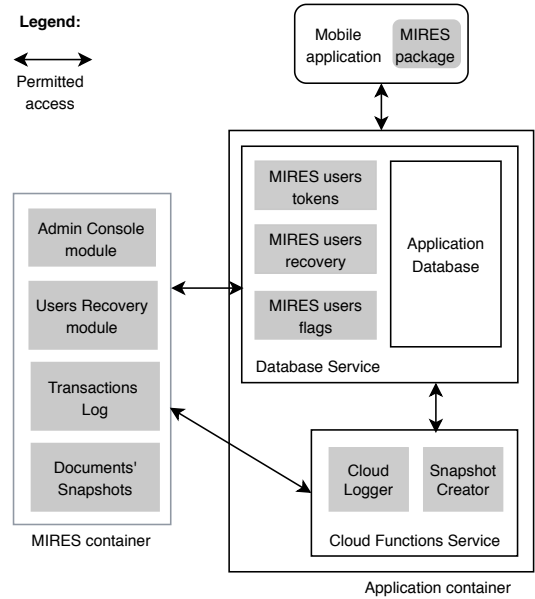 Legend:
Permitted
access
Mobile
application
MIRES
package
MIRES users
tokens
MIRES users
recovery
MIRES users
flags
Application
Database
Database Service
Admin Console
module
Users Recovery
module
Transactions
Log
Documents'
Snapshots
MIRES container
Cloud
Logger
Snapshot
Creator
Cloud Functions Service
Application container